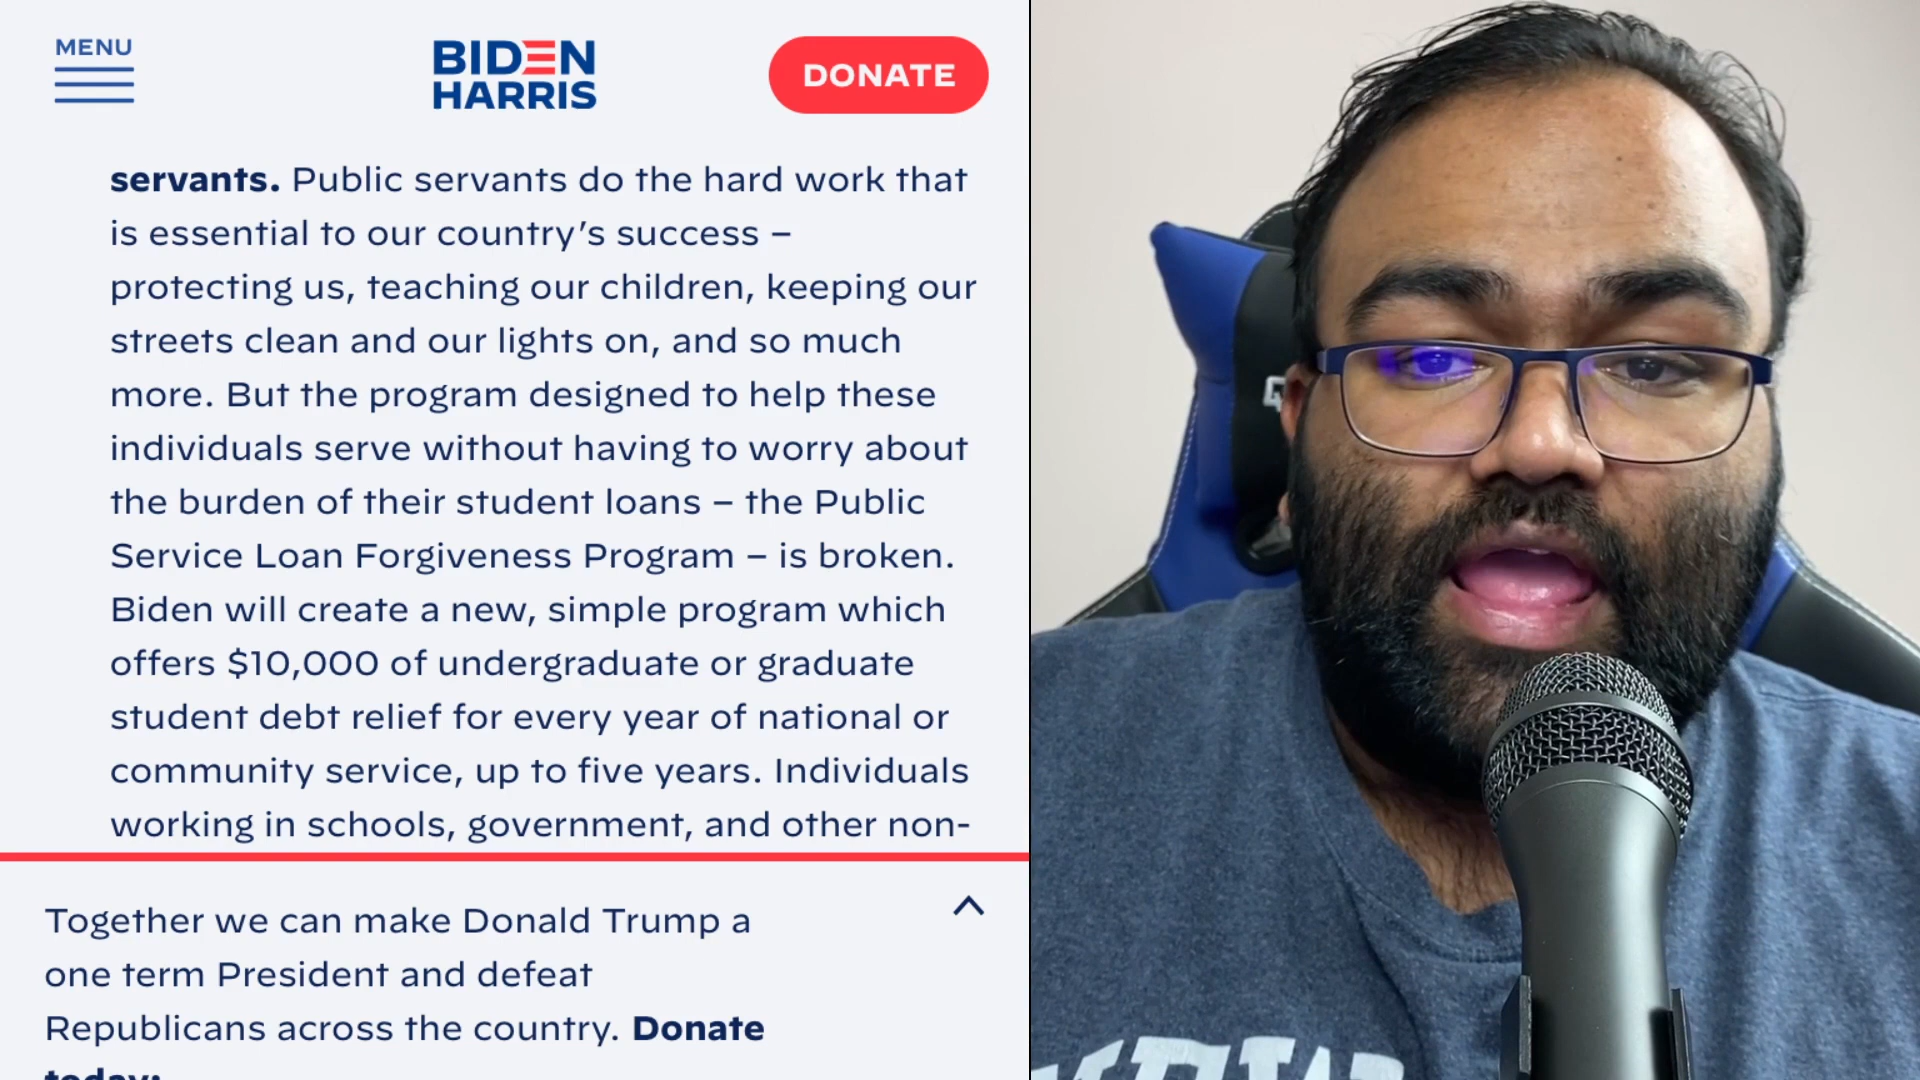 MENU
BIDEN
HARRIS
DONATE
servants. Public servants do the hard work that
is essential to our country’s success –
protecting us, teaching our children, keeping our
streets clean and our lights on, and so much
more. But the program designed to help these
individuals serve without having to worry about
the burden of their student loans – the Public
Service Loan Forgiveness Program – is broken.
Biden will create a new, simple program which
offers $10,000 of undergraduate or graduate
student debt relief for every year of national or
community service, up to five years. Individuals
working in schools, government, and other non-
Together we can make Donald Trump a
one term President and defeat
Republicans across the country. Donate
today: